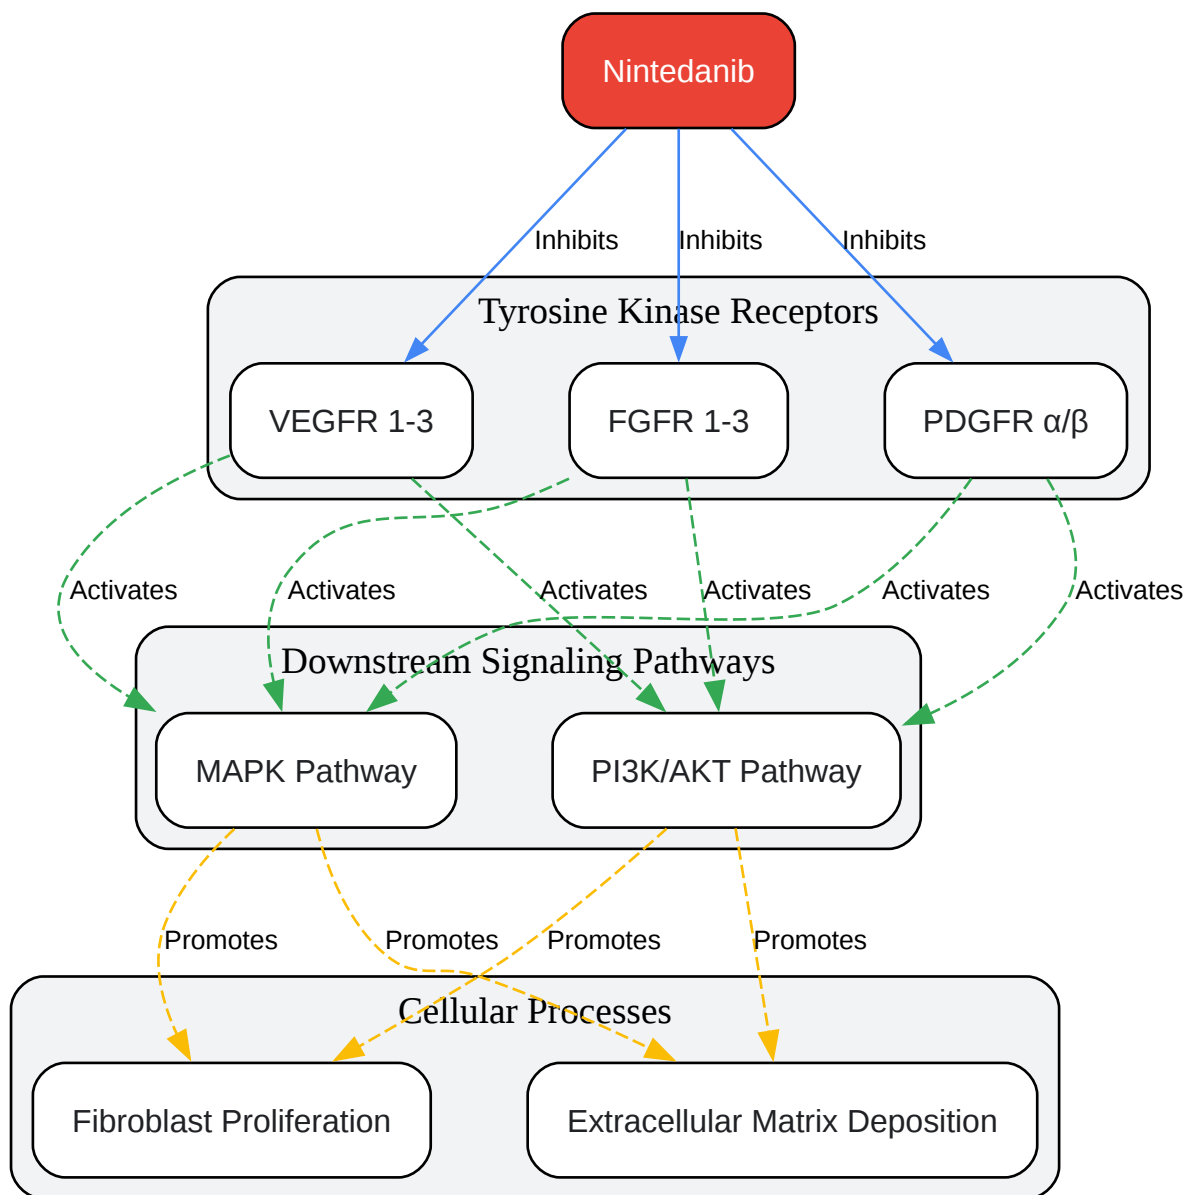 Nintedanib
Inhibits
Inhibits
Inhibits
Tyrosine Kinase Receptors
VEGFR 1-3
FGFR 1-3
PDGFR α/β
Activates
Activates
Activates
Activates
Activates
Activates
Downstream Signaling Pathways
MAPK Pathway
PI3K/AKT Pathway
Promotes
Promotes
Promotes
Promotes
Cellular Processes
Fibroblast Proliferation
Extracellular Matrix Deposition